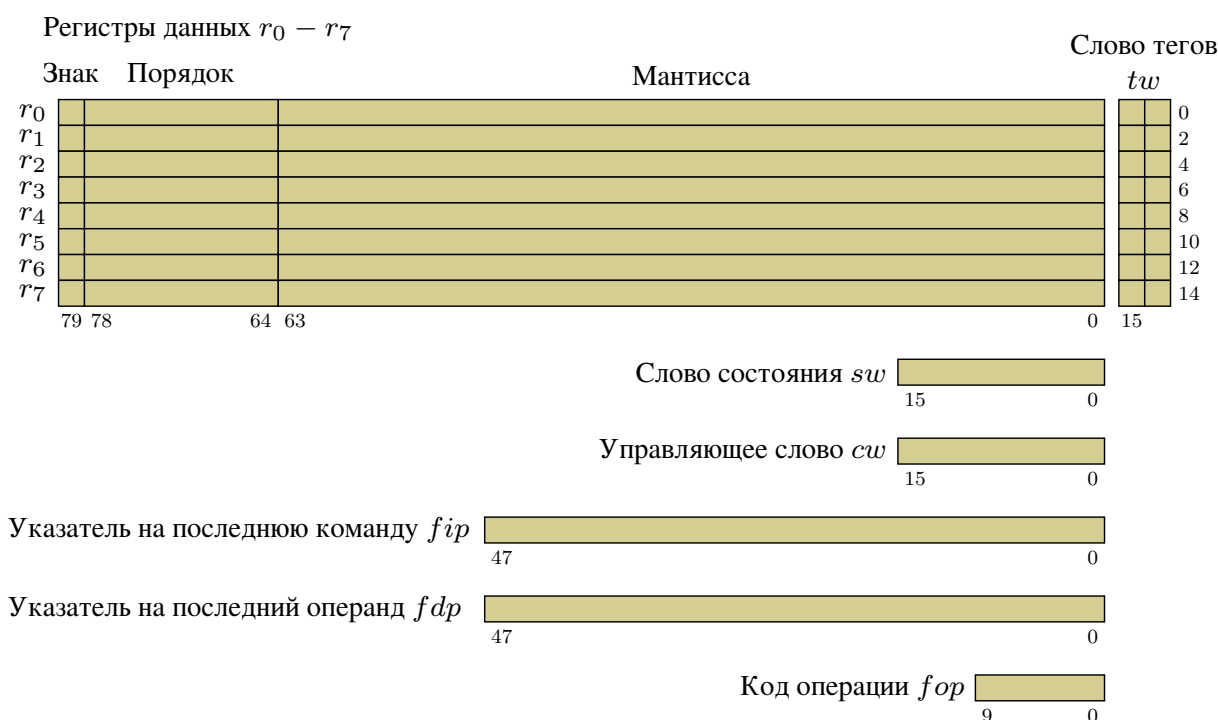 Регистры данных r0 − r7
Слово тегов
Знак Порядок Мантисса tw
r0 0
r1 2
r2 4
r3 6
r4 8
r5 10
r6 12
r7 14
79 78 64 63 0 15
Слово состояния sw
15 0
Управляющее слово cw
15 0
Указатель на последнюю команду fip
47 0
Указатель на последний операнд fdp
47 0
Код операции fop
9 0